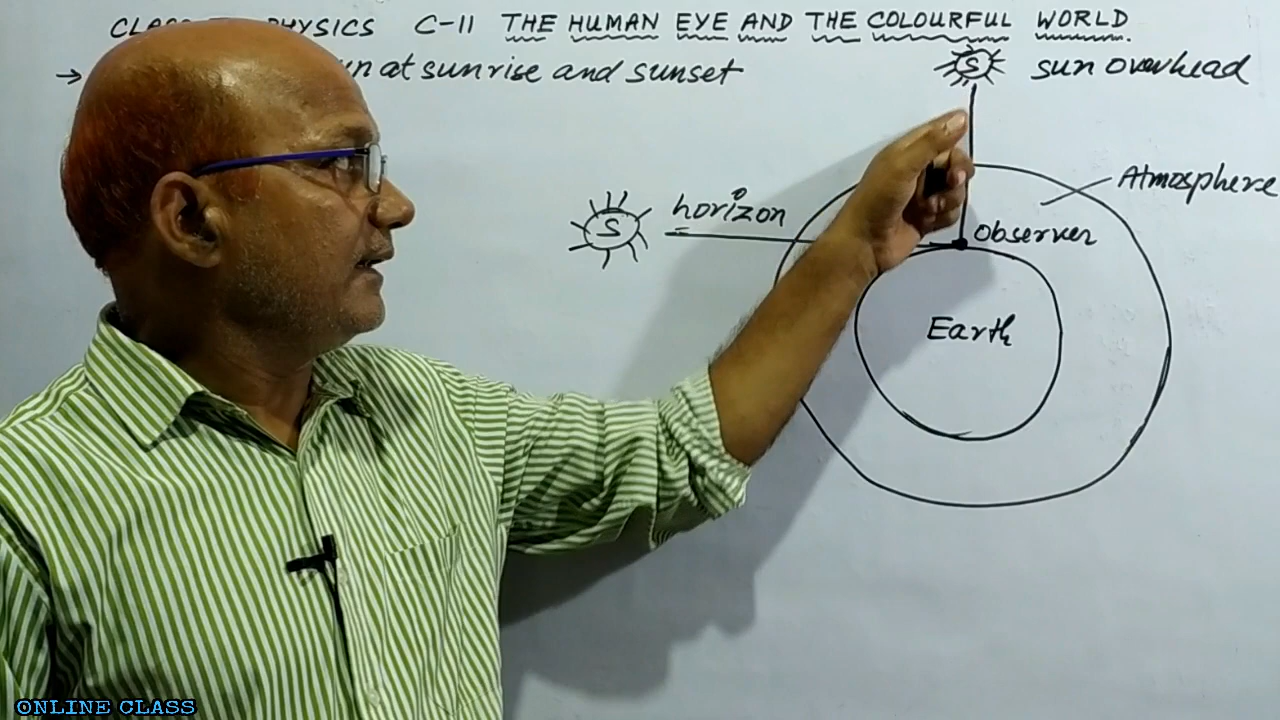 CLASS PHYSICS C-11 THE HUMAN EYE AND THE COLOURFUL WORLD.
→ at sunrise and sunset
S sun overhead
Atmosphere
S horizon
Observer
Earth
ONLINE CLASS